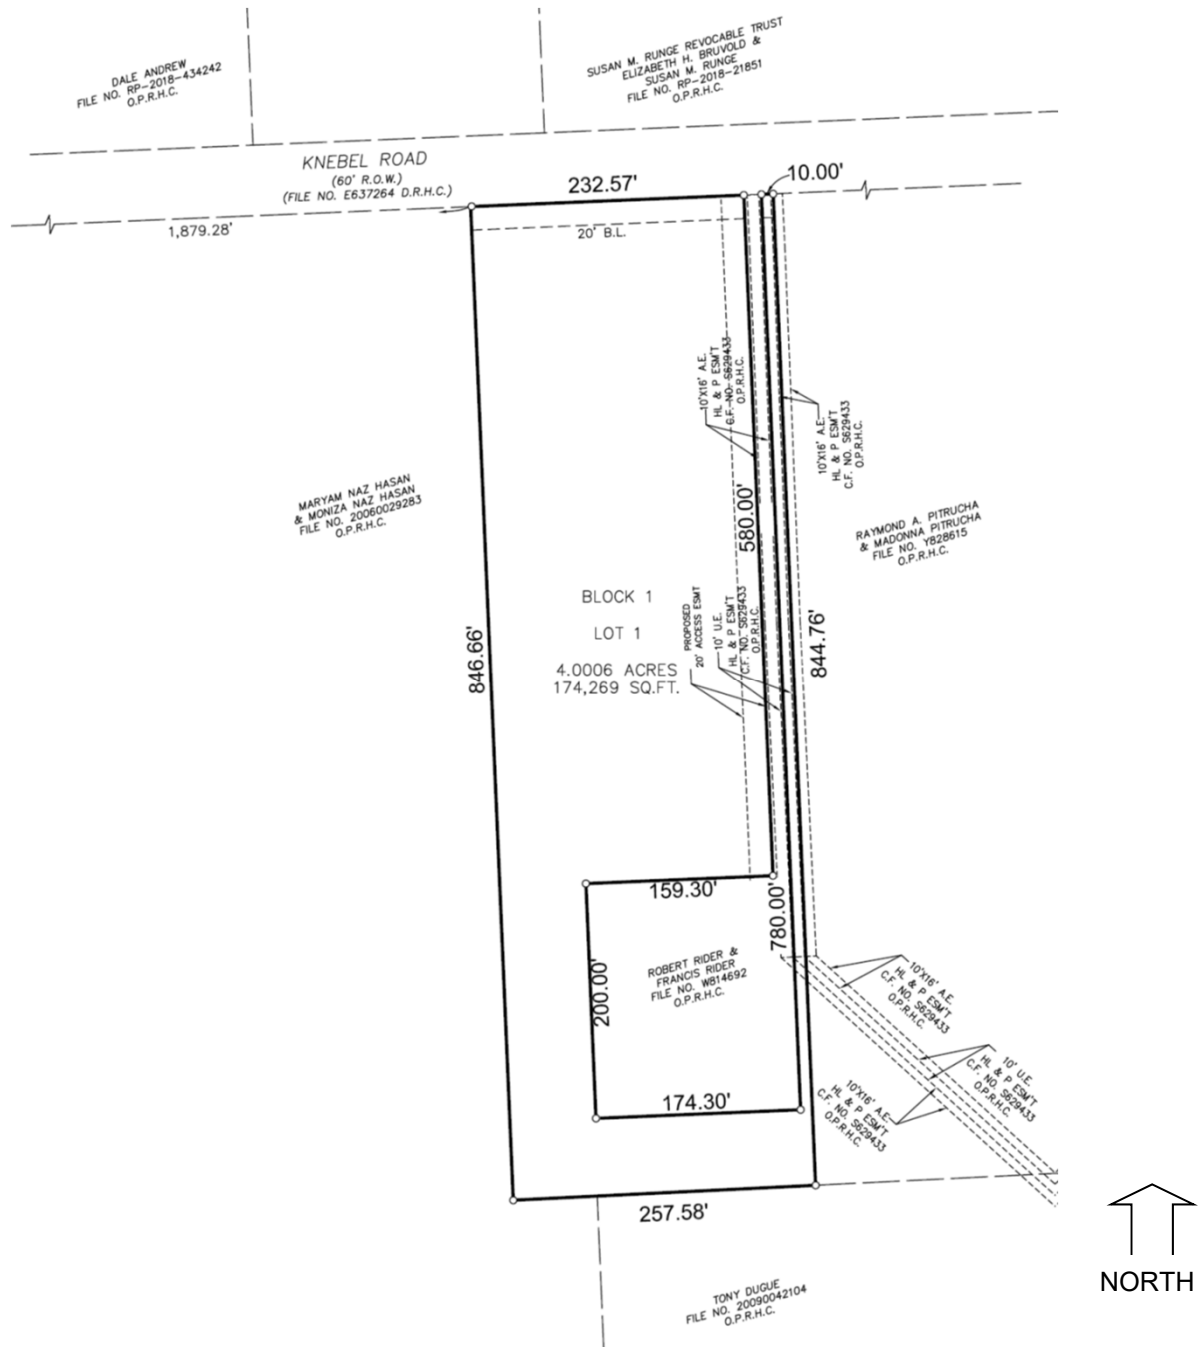 DALE ANDREW
FILE NO. RP-2018-434242
O.P.R.H.C.
SUSAN M. RUNGE REVOCABLE TRUST
ELIZABETH H. BRUVOLD &
SUSAN M. RUNGE
FILE NO. RP-2018-21851
O.P.R.H.C.
KNEBEL ROAD
(60' R.O.W.)
(FILE NO. E637264 D.R.H.C.)
1,879.28'
232.57'
10.00'
20' B.L.
10'X16' A.E.
HL & P ESM'T
C.F. NO. S629433
O.P.R.H.C.
10'X16' A.E.
HL & P ESM'T
C.F. NO. S629433
O.P.R.H.C.
MARYAM NAZ HASAN
& MONIZA NAZ HASAN
FILE NO. 20060029283
O.P.R.H.C.
580.00'
RAYMOND A. PITRUCHA
& MADONNA PITRUCHA
FILE NO. Y828615
O.P.R.H.C.
BLOCK 1
LOT 1
4.0006 ACRES
174,269 SQ.FT.
PROPOSED
20' ACCESS ESMT
10' U.E.
HL & P ESM'T
C.F. NO. S629433
O.P.R.H.C.
846.66'
844.76'
159.30'
780.00'
200.00'
ROBERT RIDER &
FRANCIS RIDER
FILE NO. W814692
O.P.R.H.C.
10'X16' A.E.
HL & P ESM'T
C.F. NO. S629433
O.P.R.H.C.
10' U.E.
HL & P ESM'T
C.F. NO. S629433
O.P.R.H.C.
10'X16' A.E.
HL & P ESM'T
C.F. NO. S629433
O.P.R.H.C.
174.30'
257.58'
TONY DUGUE
FILE NO. 20090042104
O.P.R.H.C.
NORTH